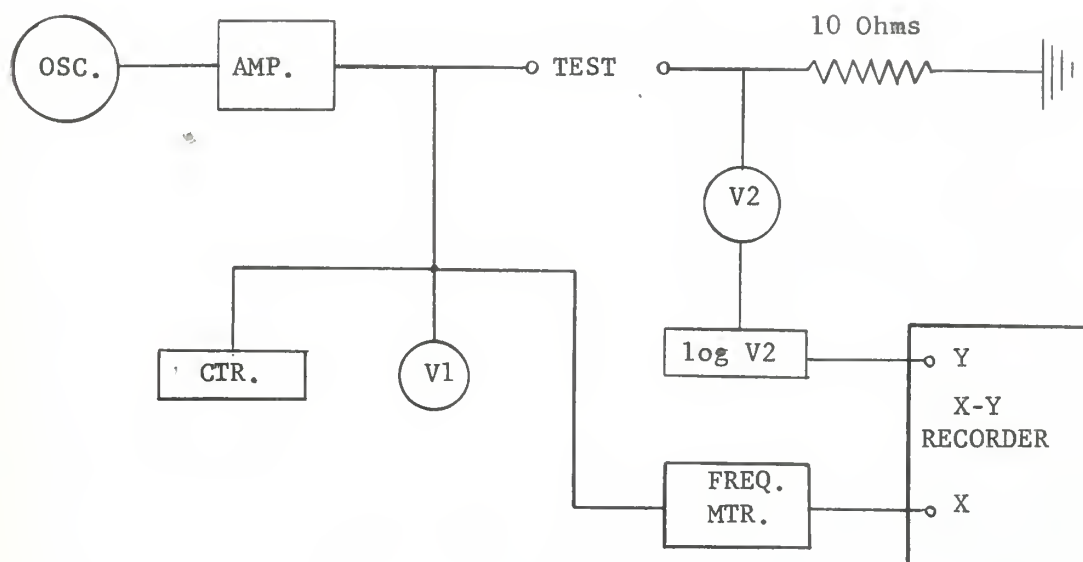 10 Ohms
OSC.
AMP.
TEST
V2
log V2
Y
CTR.
V1
X-Y
RECORDER
FREQ.
MTR.
X